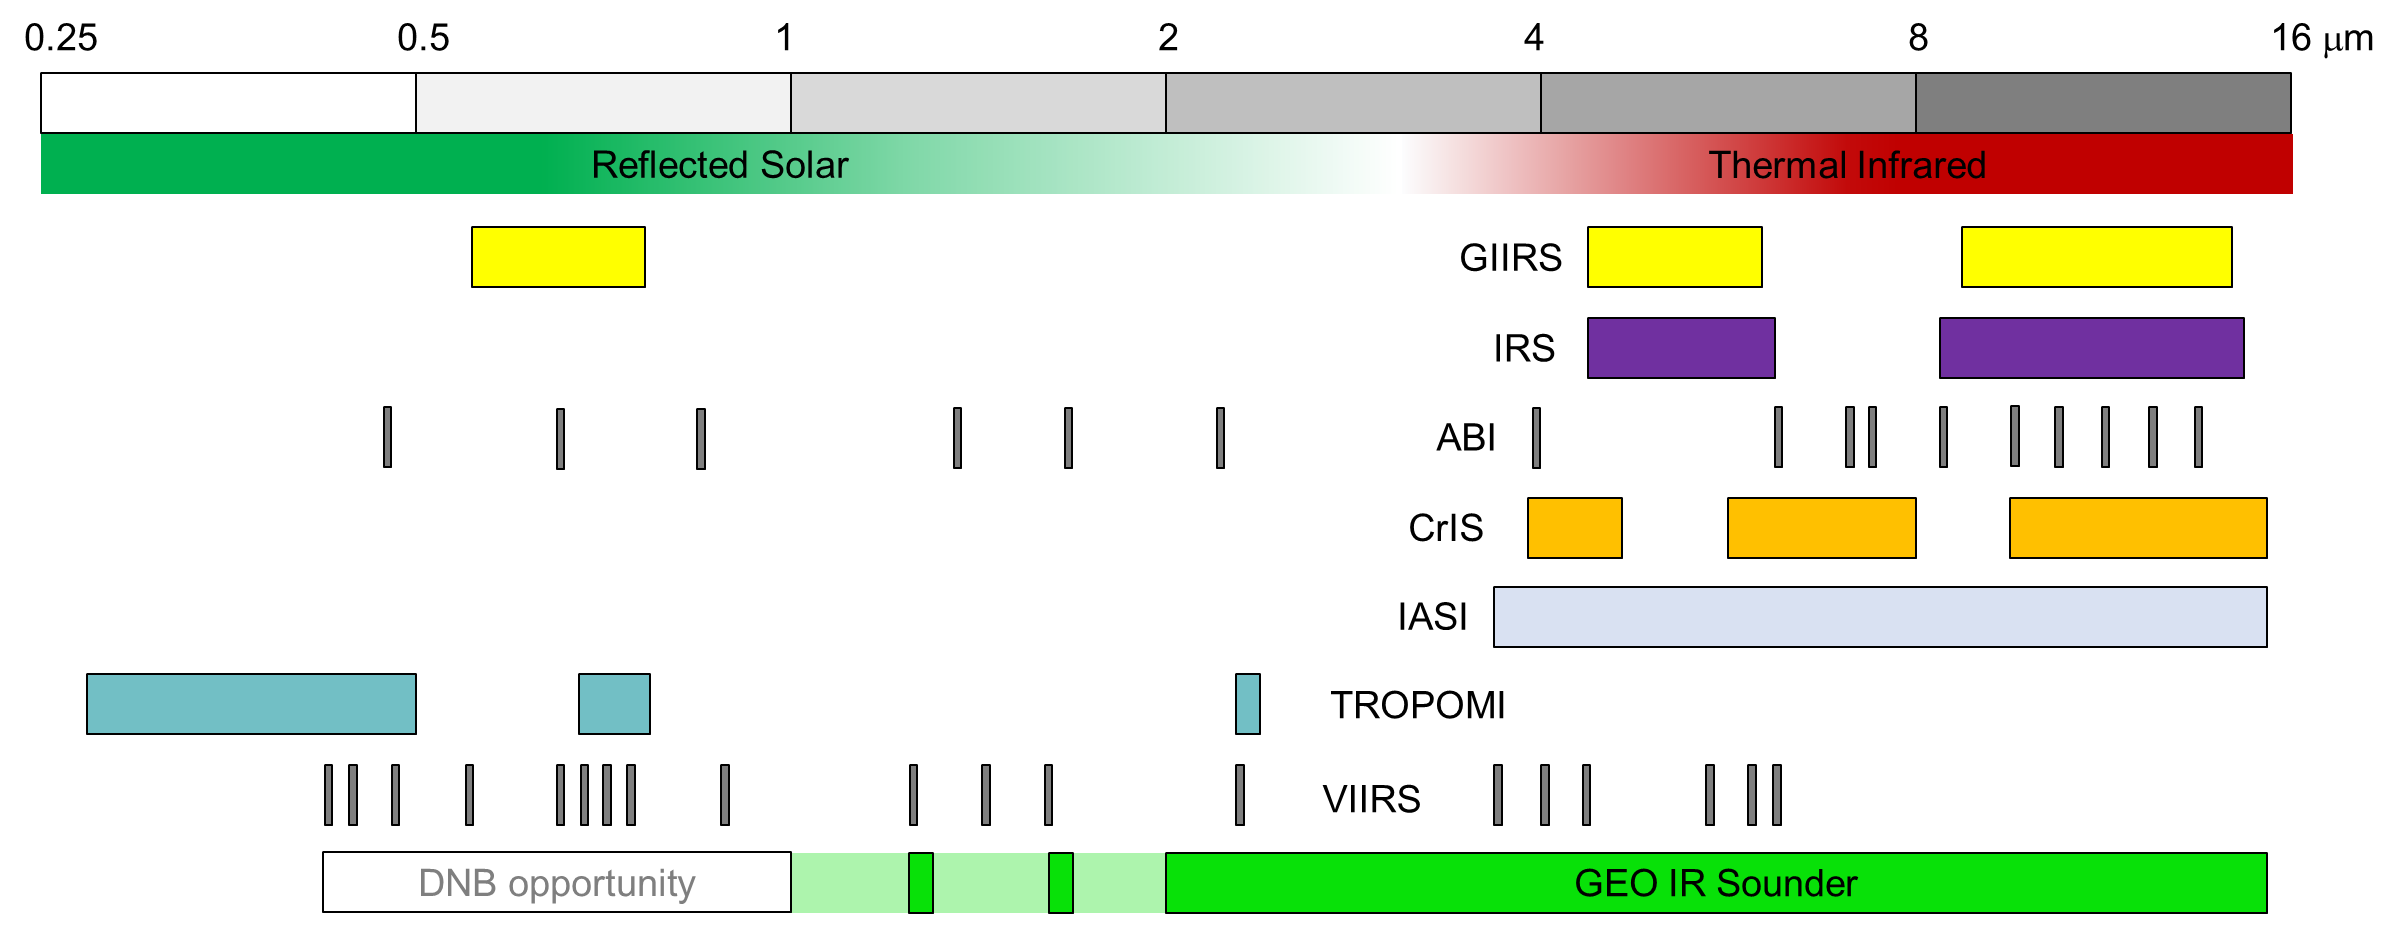 0.25 0.5 1 2 4 8 16 μm
Reflected Solar Thermal Infrared
GIIRS
IRS
ABI
CrIS
IASI
TROPOMI
VIIRS
DNB opportunity GEO IR Sounder